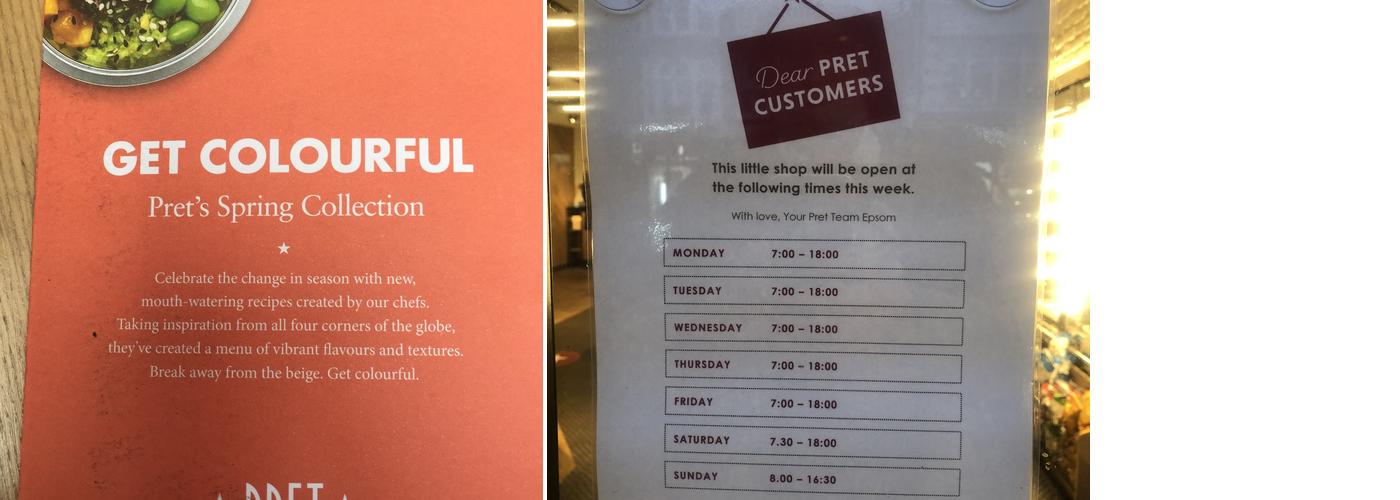 GET COLOURFUL
Pret's Spring Collection
Celebrate the change in season with new,
mouth-watering recipes created by our chefs.
Taking inspiration from all four corners of the globe,
they've created a menu of vibrant flavours and textures.
Break away from the beige. Get colourful.
PRET
Dear PRET
CUSTOMERS
This little shop will be open at
the following times this week.
With love, Your Pret Team Epsom
MONDAY 7:00 – 18:00
TUESDAY 7:00 – 18:00
WEDNESDAY 7:00 – 18:00
THURSDAY 7:00 – 18:00
FRIDAY 7:00 – 18:00
SATURDAY 7.30 – 18:00
SUNDAY 8.00 – 16:30